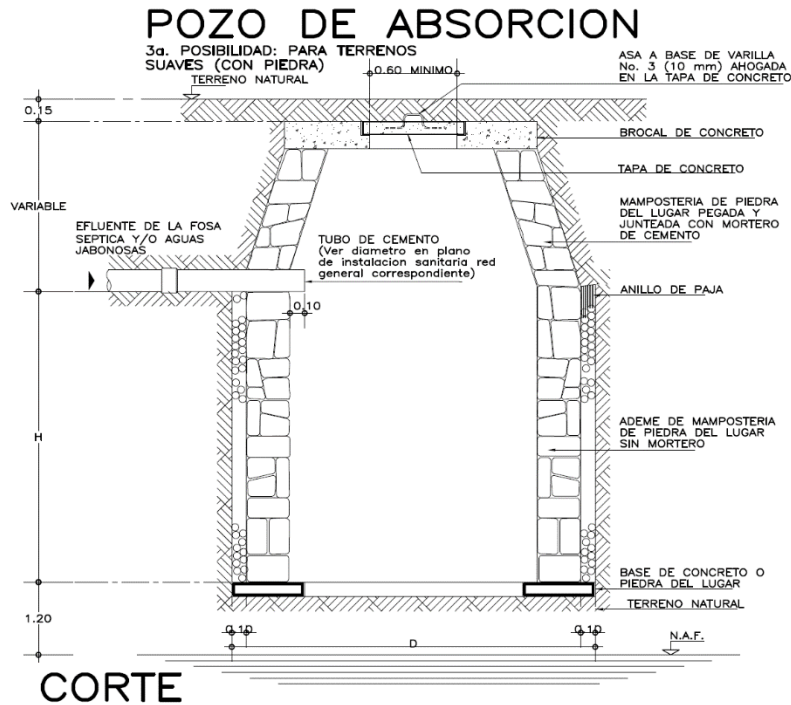 POZO DE ABSORCION
3a. POSIBILIDAD: PARA TERRENOS
SUAVES (CON PIEDRA)
TERRENO NATURAL
0.60 MINIMO
ASA A BASE DE VARILLA
No. 3 (10 mm) AHOGADA
EN LA TAPA DE CONCRETO
0.15
BROCAL DE CONCRETO
TAPA DE CONCRETO
VARIABLE
MAMPOSTERIA DE PIEDRA
DEL LUGAR PEGADA Y
JUNTEADA CON MORTERO
DE CEMENTO
EFLUENTE DE LA FOSA
SEPTICA Y/O AGUAS
JABONOSAS
TUBO DE CEMENTO
(Ver diametro en plano
de instalacion sanitaria red
general correspondiente)
ANILLO DE PAJA
0.10
H
ADEME DE MAMPOSTERIA
DE PIEDRA DEL LUGAR
SIN MORTERO
BASE DE CONCRETO O
PIEDRA DEL LUGAR
TERRENO NATURAL
1.20
0.10
D
0.10
N.A.F.
CORTE